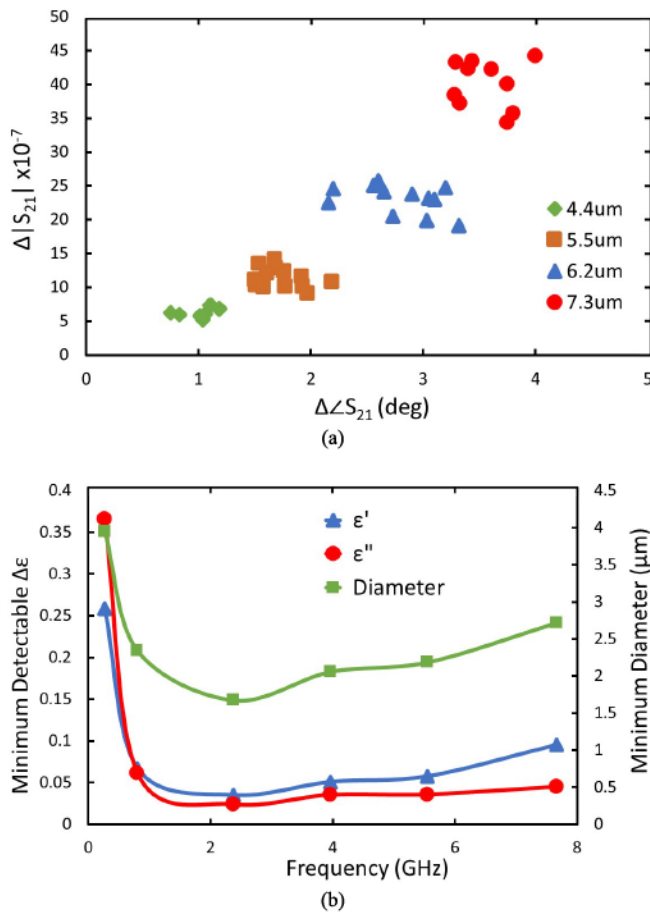 50
45
40
35
30
25
20
15
10
5
0
Δ|S21| x10-7
4.4um
5.5um
6.2um
7.3um
0 1 2 3 4 5
Δ∠S21 (deg)
(a)
0.4
0.35
0.3
0.25
0.2
0.15
0.1
0.05
0
Minimum Detectable Δε
ε'
ε"
Diameter
4.5
4
3.5
3
2.5
2
1.5
1
0.5
0
Minimum Diameter (μm)
0 2 4 6 8
Frequency (GHz)
(b)